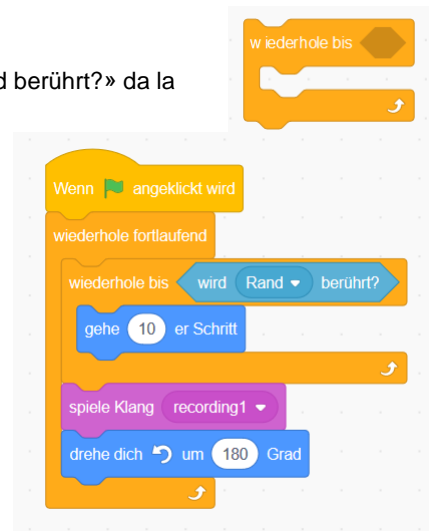 w iederhole bis
berührt?» da la
Wenn angeklickt wird
wiederhole fortlaufend
wiederhole bis wird Rand berührt?
gehe 10 er Schritt
spiele Klang recording1
drehe dich um 180 Grad